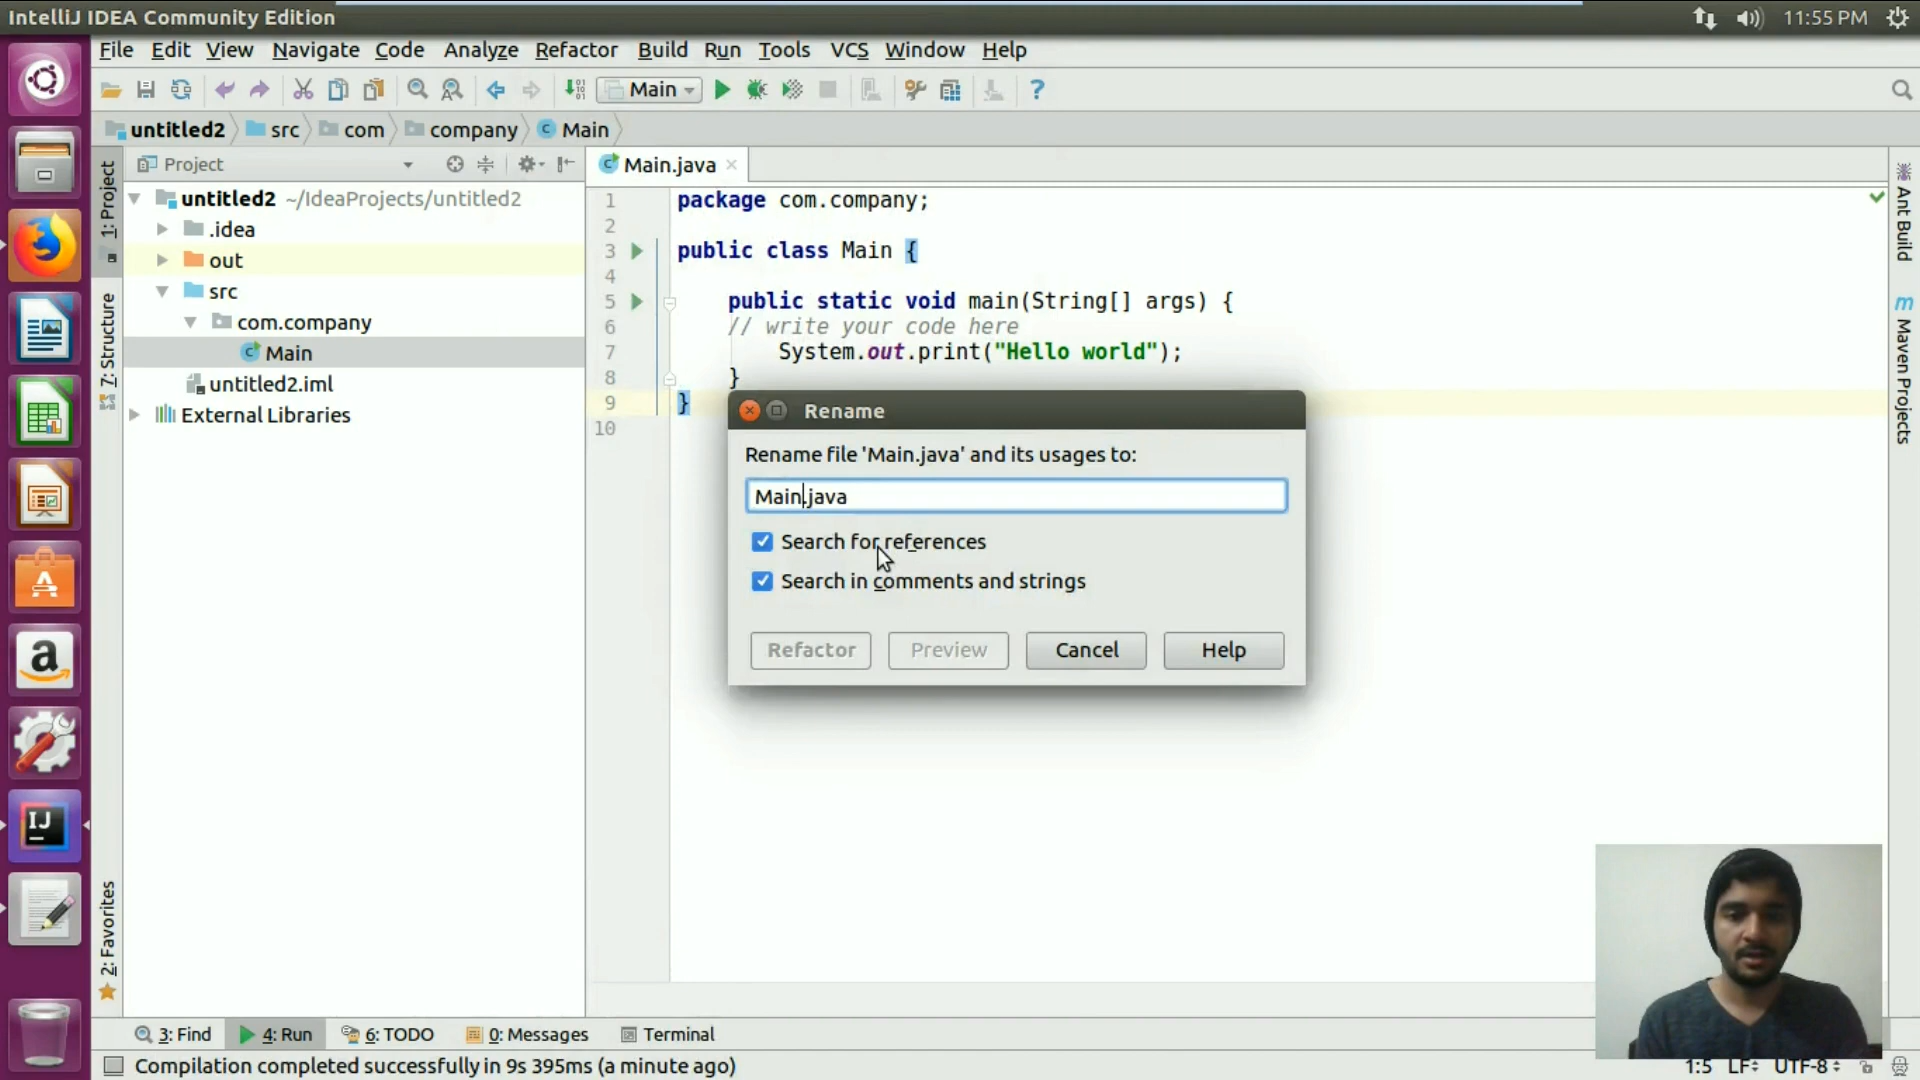 IntelliJ IDEA Community Edition
11:55 PM
File Edit View Navigate Code Analyze Refactor Build Run Tools VCS Window Help
Main
untitled2 src com company Main
Project
Main.java
1: Project
7: Structure
2: Favorites
untitled2 ~/IdeaProjects/untitled2
.idea
out
src
com.company
Main
untitled2.iml
External Libraries
1 package com.company;
2
3 public class Main {
4
5 public static void main(String[] args) {
6 // write your code here
7 System.out.print("Hello world");
8 }
9 }
10
Rename
Rename file 'Main.java' and its usages to:
Main.java
Search for references
Search in comments and strings
Refactor Preview Cancel Help
Ant Build
m Maven Projects
IJ
a
3: Find 4: Run 6: TODO 0: Messages Terminal
Compilation completed successfully in 9s 395ms (a minute ago)
1:5 LF UTF-8